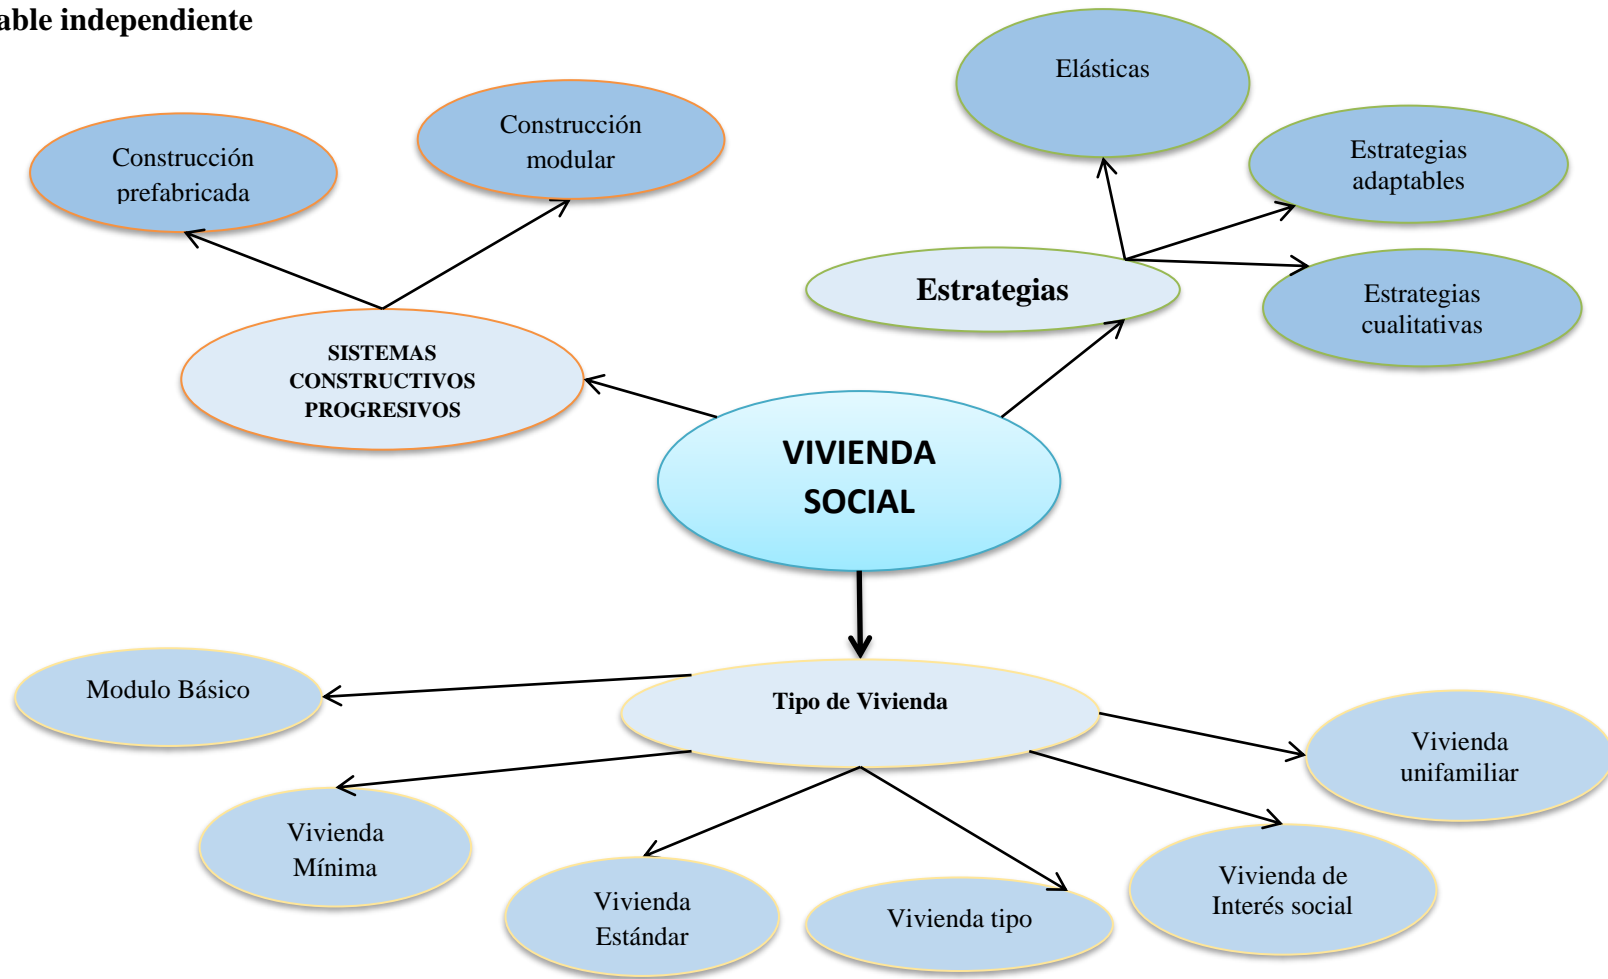 able independiente
Elásticas
Construcción
modular
Construcción
prefabricada
Estrategias
adaptables
Estrategias
Estrategias
cualitativas
SISTEMAS
CONSTRUCTIVOS
PROGRESIVOS
VIVIENDA
SOCIAL
Modulo Básico
Tipo de Vivienda
Vivienda
unifamiliar
Vivienda
Mínima
Vivienda
Estándar
Vivienda tipo
Vivienda de
Interés social